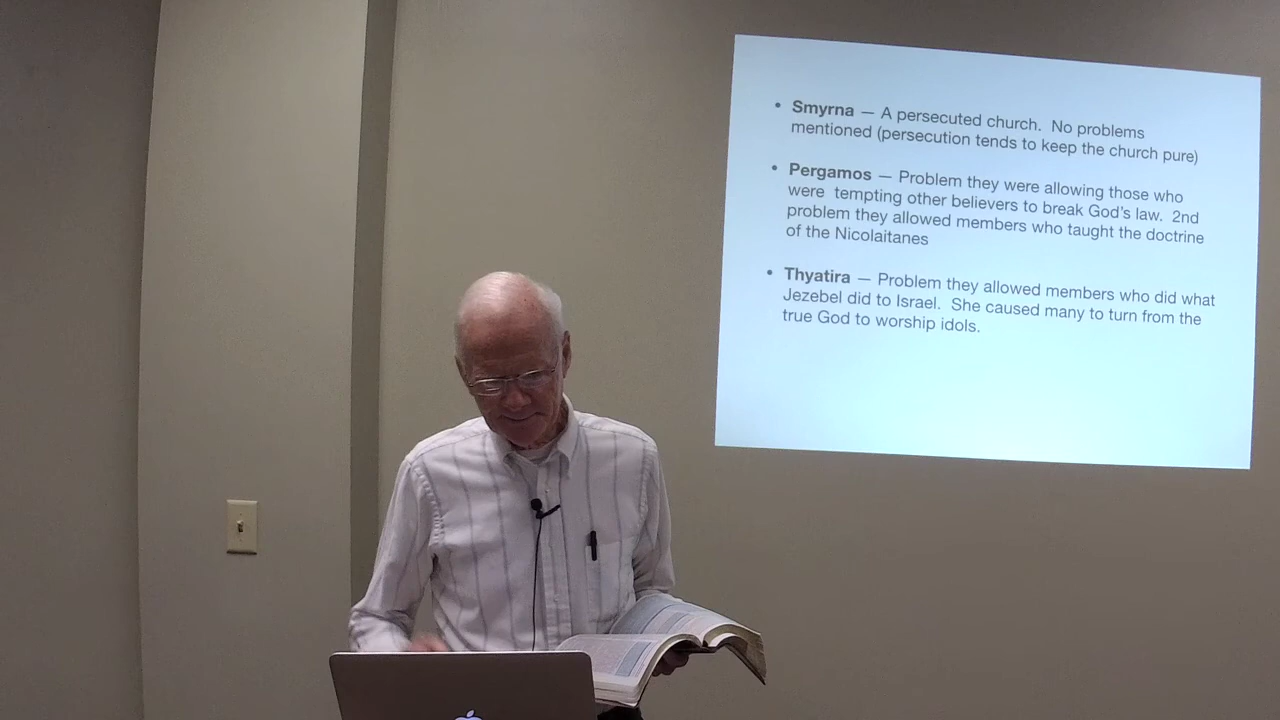 • Smyrna — A persecuted church. No problems
mentioned (persecution tends to keep the church pure)
• Pergamos — Problem they were allowing those who
were tempting other believers to break God's law. 2nd
problem they allowed members who taught the doctrine
of the Nicolaitanes
• Thyatira — Problem they allowed members who did what
Jezebel did to Israel. She caused many to turn from the
true God to worship idols.